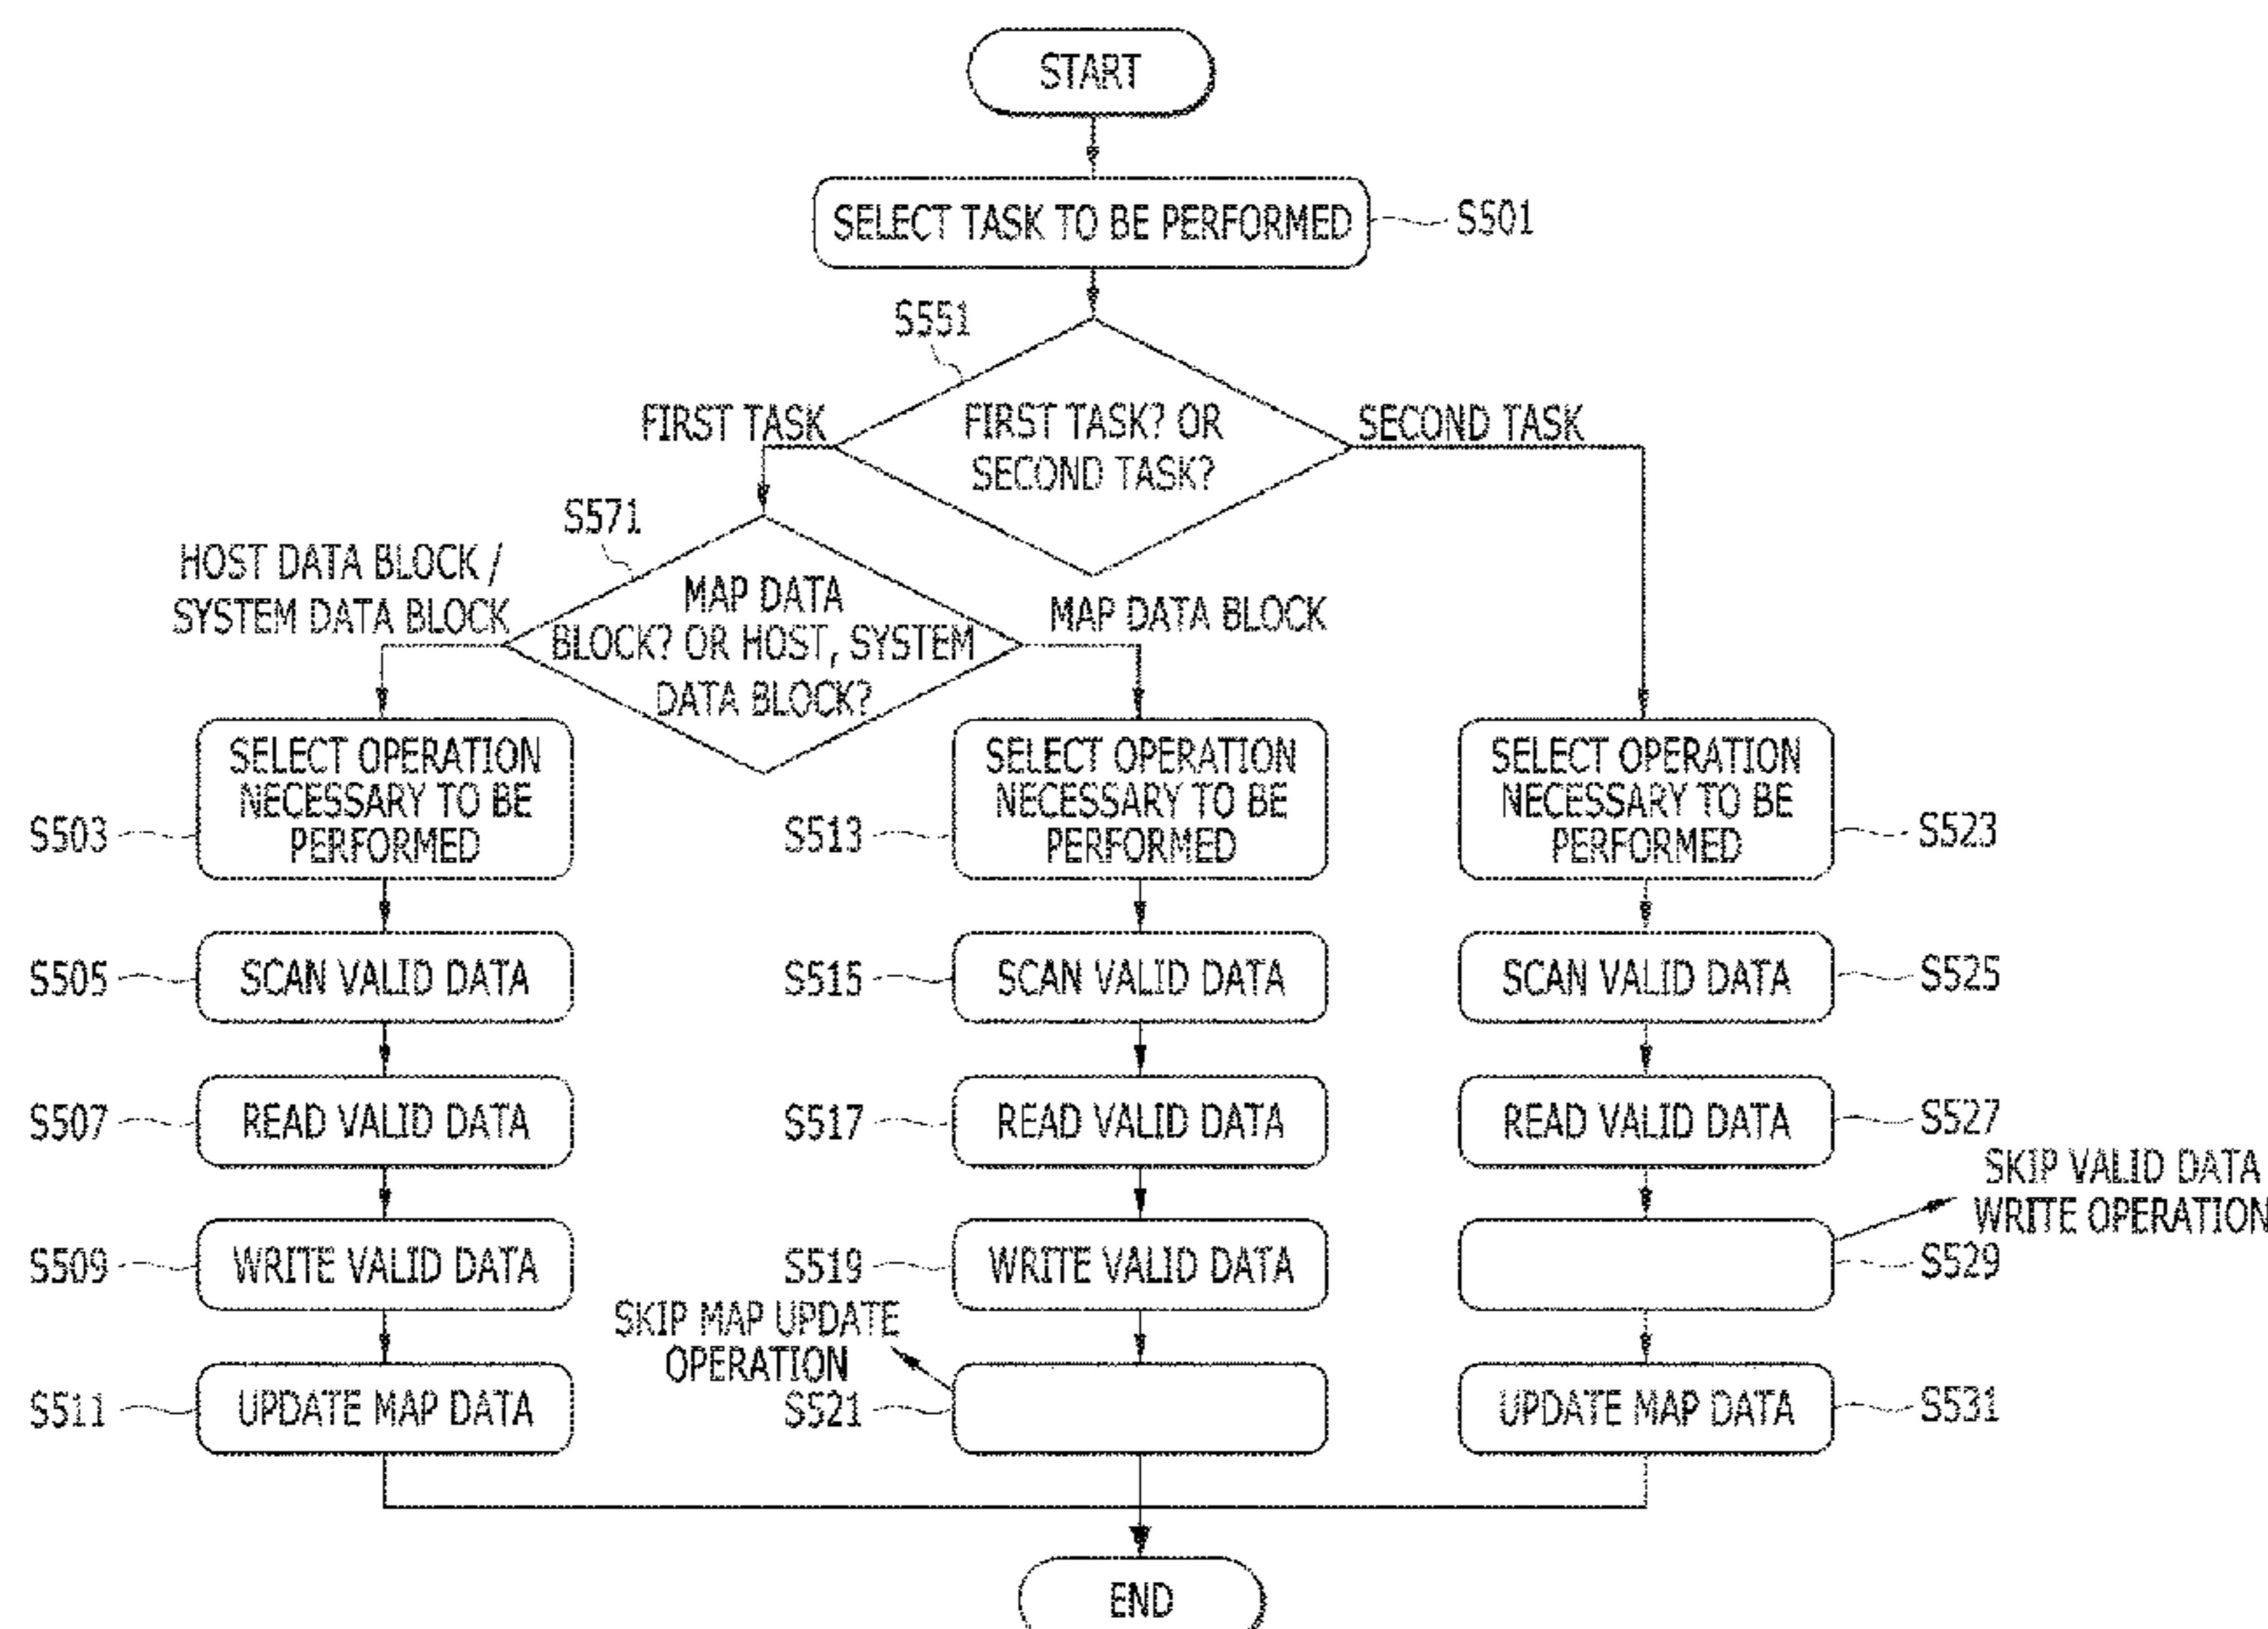 START
SELECT TASK TO BE PERFORMED
S501
S551
FIRST TASK
FIRST TASK? OR
SECOND TASK?
SECOND TASK
S571
HOST DATA BLOCK /
SYSTEM DATA BLOCK
MAP DATA
BLOCK? OR HOST, SYSTEM
DATA BLOCK?
MAP DATA BLOCK
SELECT OPERATION
NECESSARY TO BE
PERFORMED
S503
SELECT OPERATION
NECESSARY TO BE
PERFORMED
S513
SELECT OPERATION
NECESSARY TO BE
PERFORMED
S523
S505
SCAN VALID DATA
S515
SCAN VALID DATA
SCAN VALID DATA
S525
S507
READ VALID DATA
S517
READ VALID DATA
READ VALID DATA
S527
SKIP VALID DATA
WRITE OPERATION
S509
WRITE VALID DATA
S519
WRITE VALID DATA
S529
SKIP MAP UPDATE
OPERATION
S511
UPDATE MAP DATA
S521
UPDATE MAP DATA
S531
END